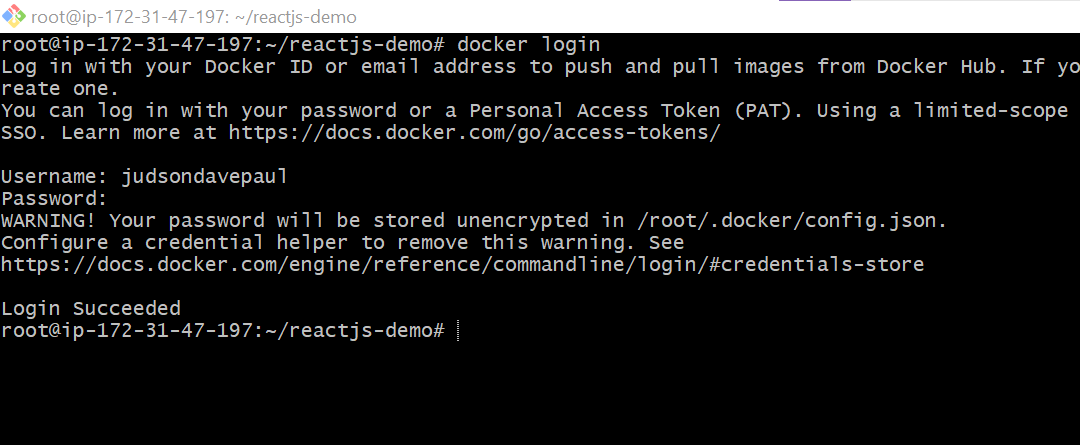 root@ip-172-31-47-197: ~/reactjs-demo
root@ip-172-31-47-197:~/reactjs-demo# docker login
Log in with your Docker ID or email address to push and pull images from Docker Hub. If yo
reate one.
You can log in with your password or a Personal Access Token (PAT). Using a limited-scope
SSO. Learn more at https://docs.docker.com/go/access-tokens/
Username: judsondavepaul
Password:
WARNING! Your password will be stored unencrypted in /root/.docker/config.json.
Configure a credential helper to remove this warning. See
https://docs.docker.com/engine/reference/commandline/login/#credentials-store
Login Succeeded
root@ip-172-31-47-197:~/reactjs-demo#